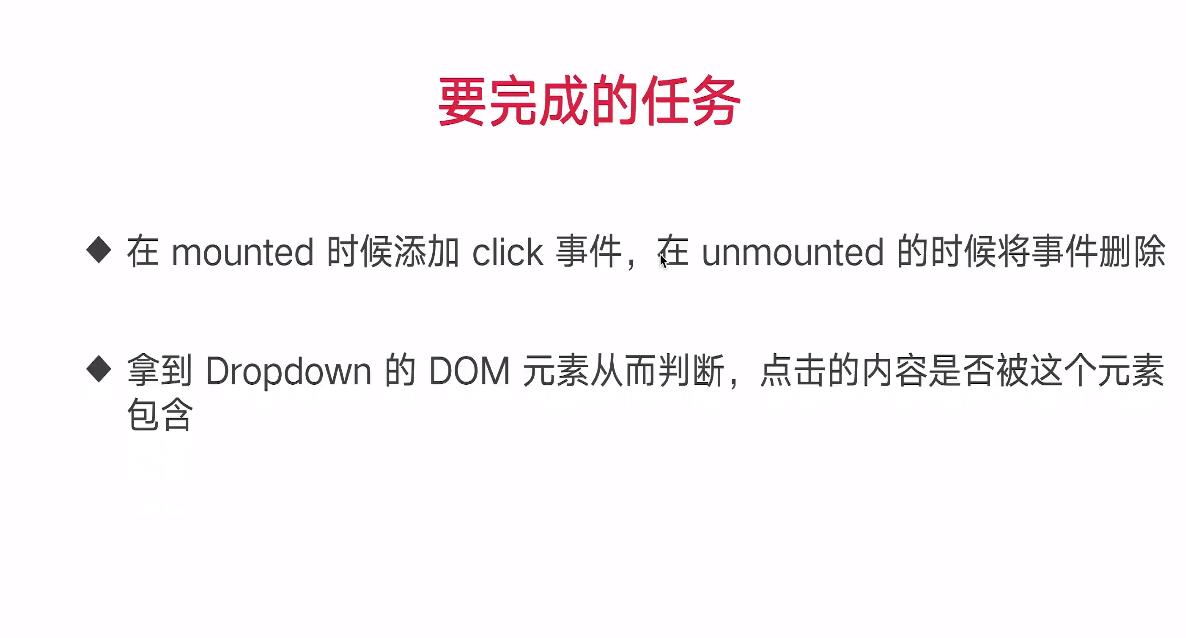 要完成的任务
◆ 在 mounted 时候添加 click 事件，在 unmounted 的时候将事件删除
◆ 拿到 Dropdown 的 DOM 元素从而判断，点击的内容是否被这个元素
包含